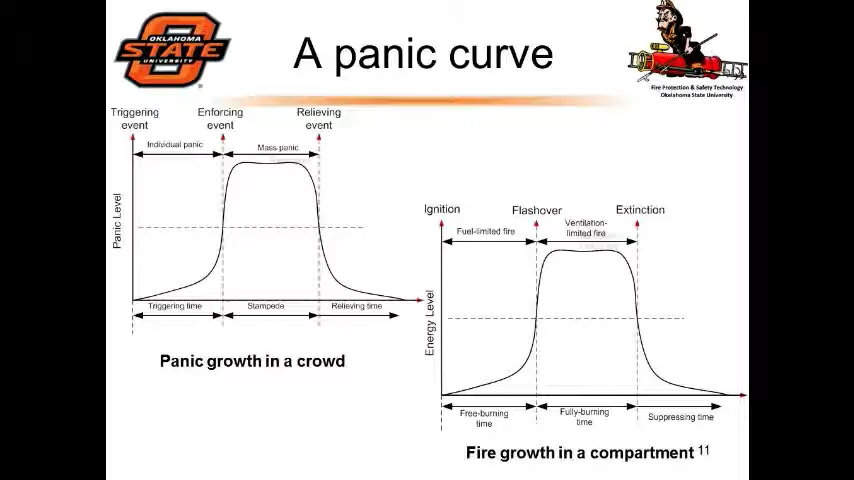 OKLAHOMA
STATE
UNIVERSITY
A panic curve
Fire Protection & Safety Technology
Okalahoma State University
Triggering
event
Enforcing
event
Relieving
event
Individual panic
Mass panic
Panic Level
Triggering time
Stampede
Relieving time
Panic growth in a crowd
Ignition
Flashover
Extinction
Fuel-limited fire
Ventilation-
limited fire
Energy Level
Free-burning
time
Fully-burning
time
Suppressing time
Fire growth in a compartment
11